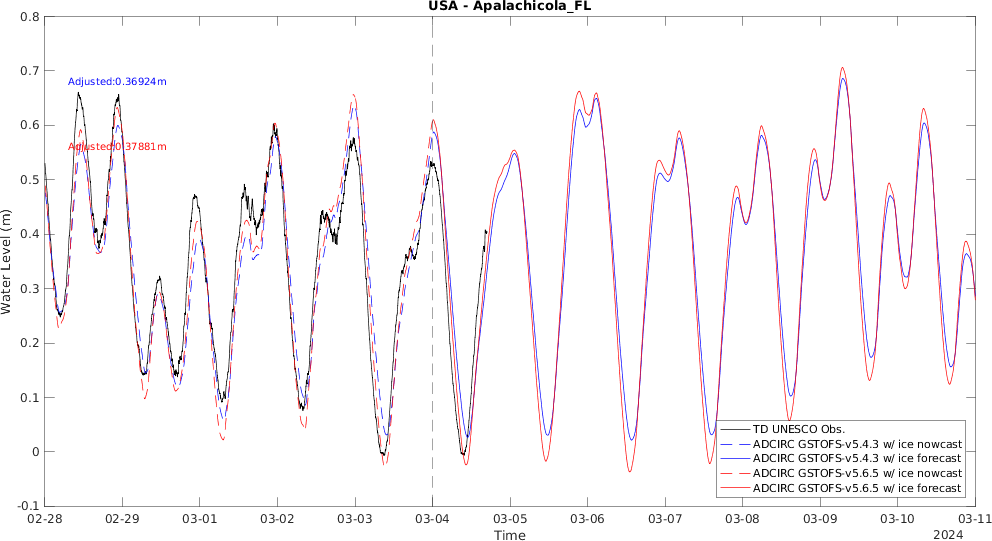 USA - Apalachicola_FL
0.8
0.7
0.6
0.5
0.4
0.3
0.2
0.1
0
-0.1
Water Level (m)
Adjusted:0.36924m
Adjusted:0.37881m
TD UNESCO Obs.
ADCIRC GSTOFS-v5.4.3 w/ ice nowcast
ADCIRC GSTOFS-v5.4.3 w/ ice forecast
ADCIRC GSTOFS-v5.6.5 w/ ice nowcast
ADCIRC GSTOFS-v5.6.5 w/ ice forecast
02-28 02-29 03-01 03-02 03-03 03-04 03-05 03-06 03-07 03-08 03-09 03-10 03-11
Time
2024